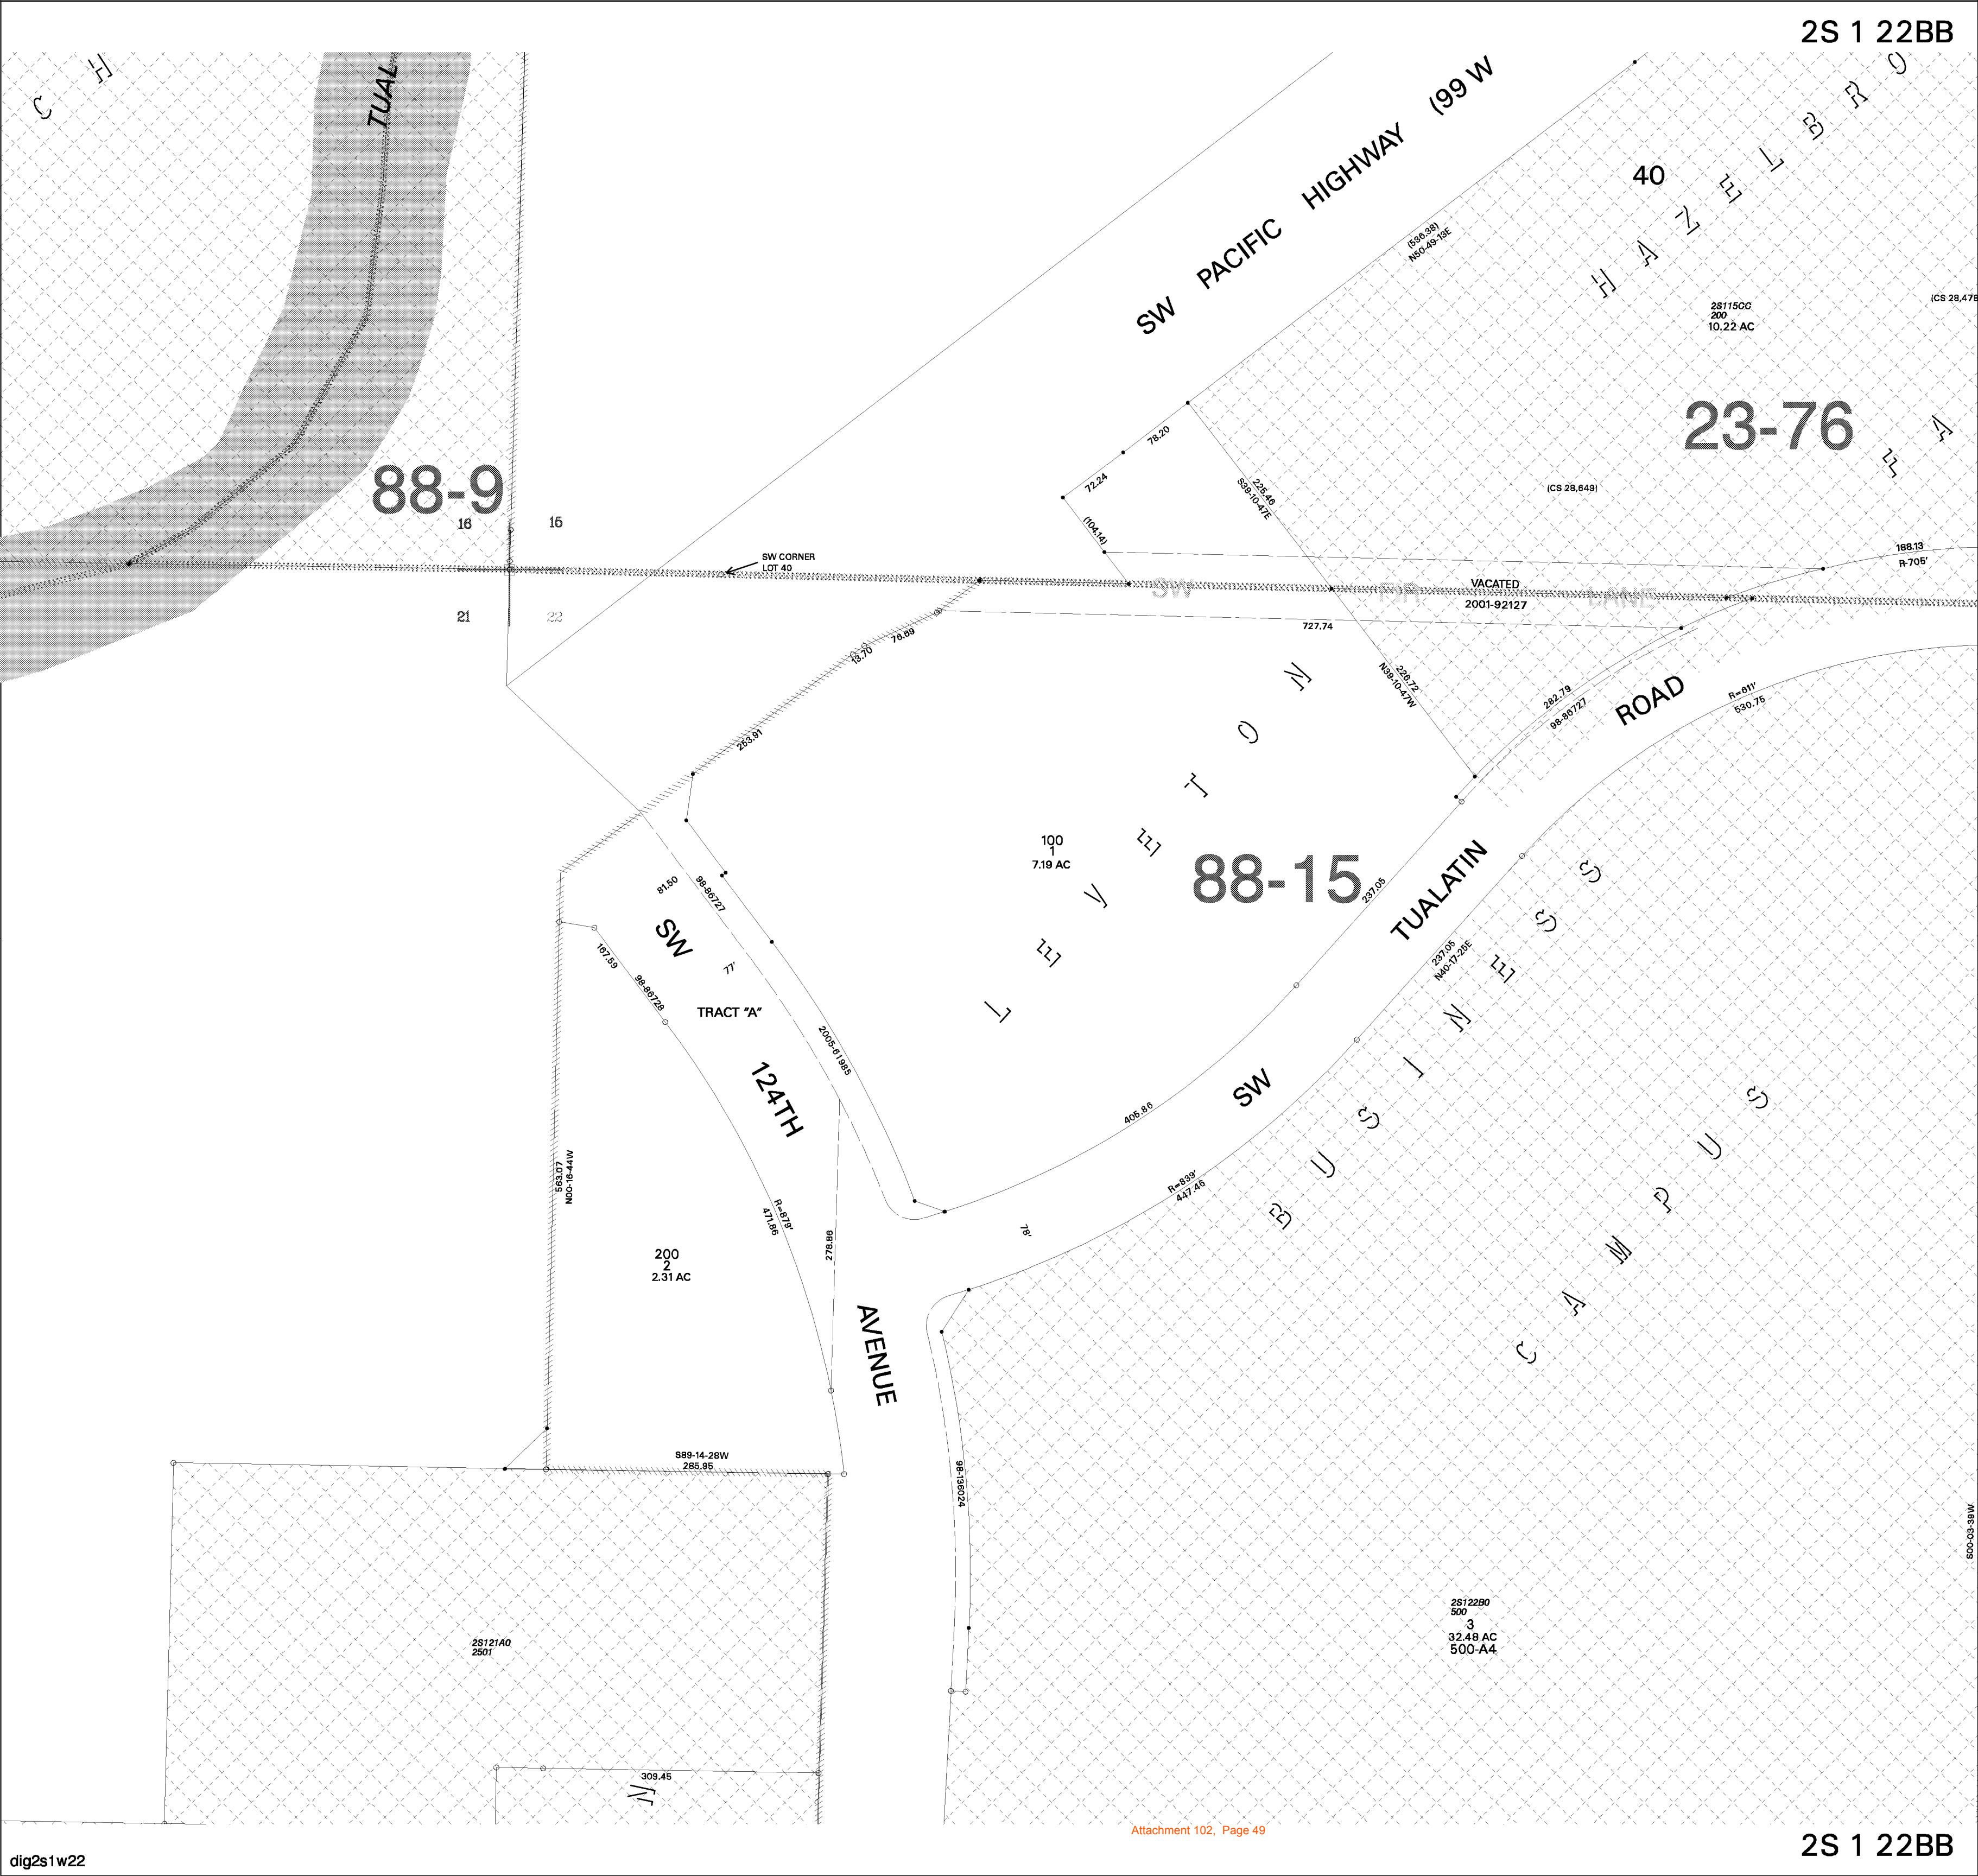 2S 1 22BB
C H
TUAL
SW PACIFIC HIGHWAY (99 W
40
H A Z E L B R O
(536.38)
N50-49-13E
2S115CC
200
10.22 AC
(CS 28,478
23-76
F A
(CS 28,649)
88-9
16 15
21 22
78.20
72.24
(104.14)
225.46
S39-10-47E
SW CORNER
LOT 40
SW FIR LANE
VACATED
2001-92127
188.13
R-705'
727.74
76.69
13.70
253.91
226.72
N39-10-47W
282.79
98-86727
ROAD
R=611'
530.75
L E V E T O N
100
1
7.19 AC
88-15
237.05
TUALATIN
237.05
N40-17-25E
81.50
98-86727
SW
77'
167.59
98-86728
TRACT "A"
2005-61985
124TH
405.86
SW
R=839'
447.46
78'
B U S I N E S S
C A M P U S
563.07
N00-16-44W
R=879'
471.86
278.86
200
2
2.31 AC
AVENUE
S89-14-28W
285.95
98-136024
S00-03-39W
2S121A0
2501
2S122B0
500
3
32.48 AC
500-A4
309.45
N
Attachment 102, Page 49
2S 1 22BB
dig2s1w22